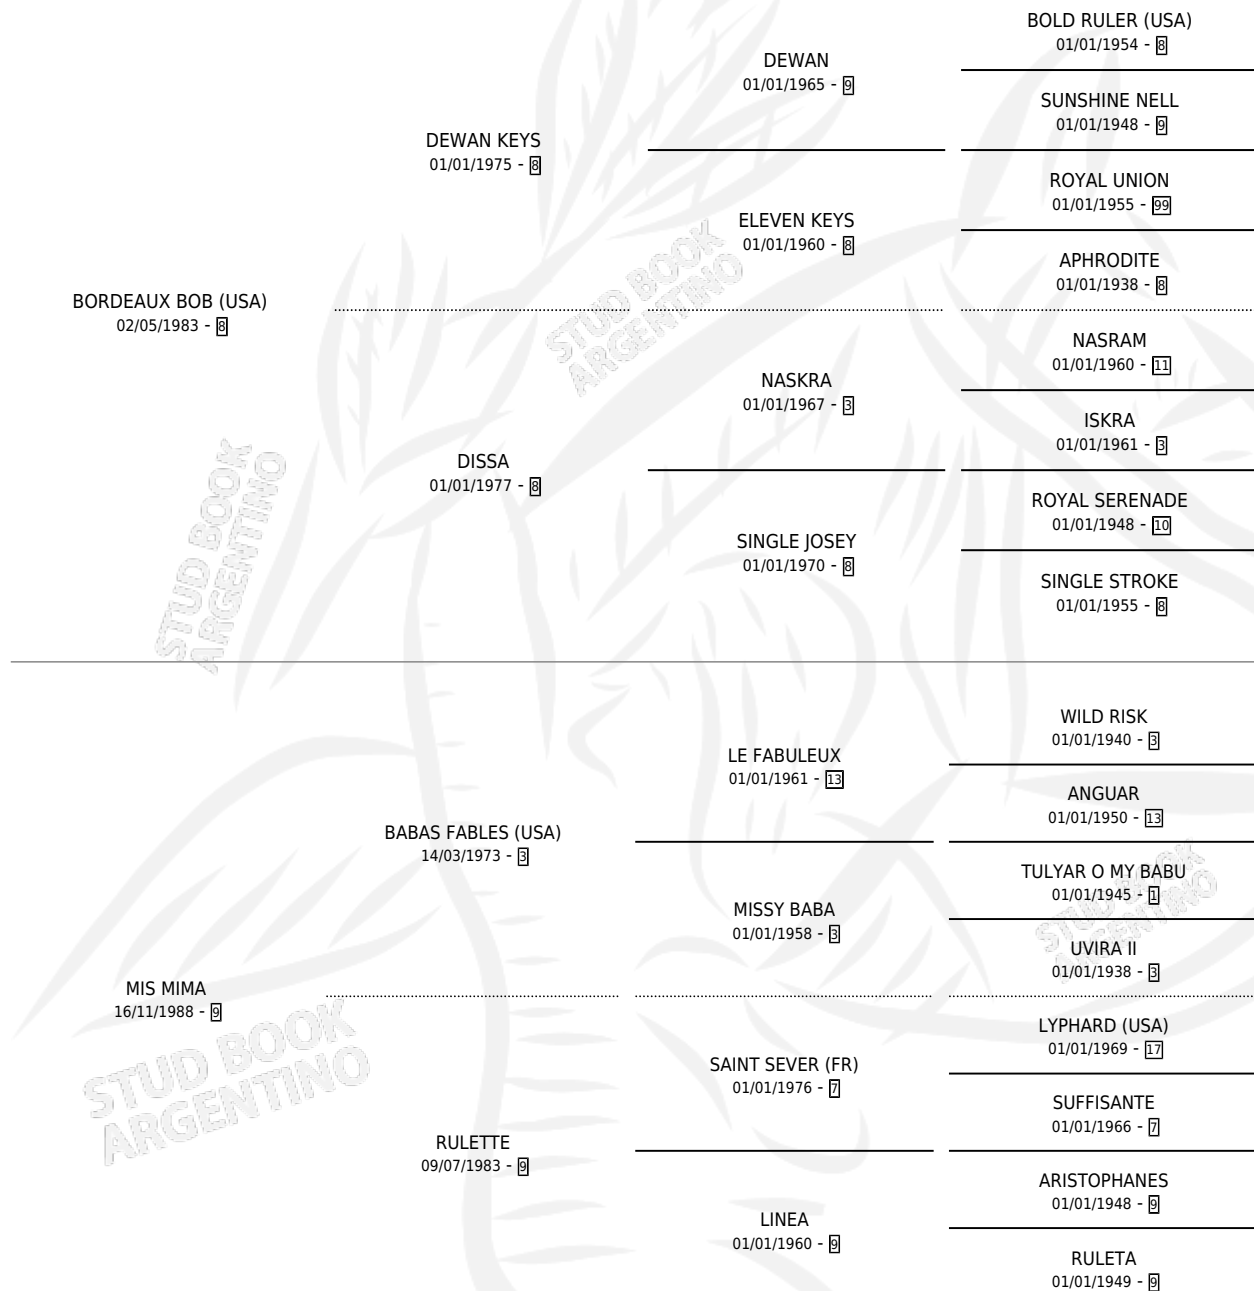 BOLD RULER (USA)
01/01/1954 - 8
DEWAN
01/01/1965 - 9
SUNSHINE NELL
01/01/1948 - 9
DEWAN KEYS
01/01/1975 - 8
ROYAL UNION
01/01/1955 - 99
ELEVEN KEYS
01/01/1960 - 8
APHRODITE
01/01/1938 - 8
BORDEAUX BOB (USA)
02/05/1983 - 8
STUD BOOK
ARGENTINO
NASRAM
01/01/1960 - 11
NASKRA
01/01/1967 - 3
ISKRA
01/01/1961 - 3
DISSA
01/01/1977 - 8
ROYAL SERENADE
01/01/1948 - 10
SINGLE JOSEY
01/01/1970 - 8
SINGLE STROKE
01/01/1955 - 8
STUD BOOK
ARGENTINO
WILD RISK
01/01/1940 - 3
LE FABULEUX
01/01/1961 - 13
ANGUAR
01/01/1950 - 13
BABAS FABLES (USA)
14/03/1973 - 3
TULYAR O MY BABU
01/01/1945 - 1
MISSY BABA
01/01/1958 - 3
UVIRA II
01/01/1938 - 3
STUD BOOK
ARGENTINO
MIS MIMA
16/11/1988 - 9
LYPHARD (USA)
01/01/1969 - 17
SAINT SEVER (FR)
01/01/1976 - 7
SUFFISANTE
01/01/1966 - 7
STUD BOOK
ARGENTINO
RULETTE
09/07/1983 - 9
ARISTOPHANES
01/01/1948 - 9
LINEA
01/01/1960 - 9
RULETA
01/01/1949 - 9